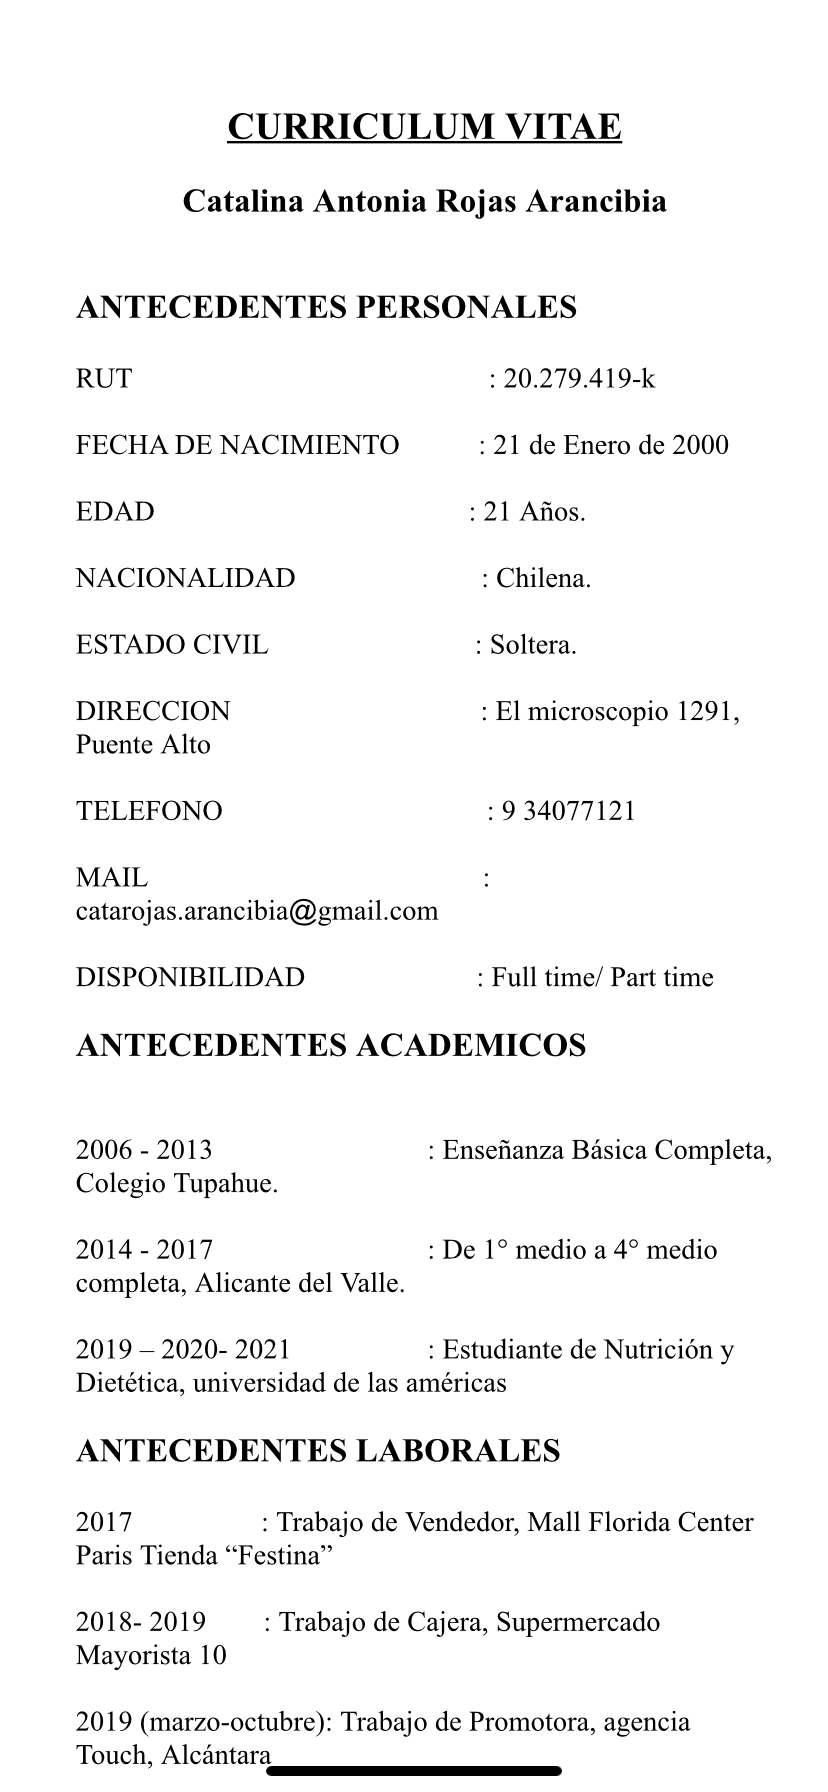 CURRICULUM VITAE
Catalina Antonia Rojas Arancibia
ANTECEDENTES PERSONALES
RUT : 20.279.419-k
FECHA DE NACIMIENTO : 21 de Enero de 2000
EDAD : 21 Años.
NACIONALIDAD : Chilena.
ESTADO CIVIL : Soltera.
DIRECCION : El microscopio 1291,
Puente Alto
TELEFONO : 9 34077121
MAIL :
catarojas.arancibia@gmail.com
DISPONIBILIDAD : Full time/ Part time
ANTECEDENTES ACADEMICOS
2006 - 2013 : Enseñanza Básica Completa,
Colegio Tupahue.
2014 - 2017 : De 1° medio a 4° medio
completa, Alicante del Valle.
2019 – 2020- 2021 : Estudiante de Nutrición y
Dietética, universidad de las américas
ANTECEDENTES LABORALES
2017 : Trabajo de Vendedor, Mall Florida Center
Paris Tienda “Festina”
2018- 2019 : Trabajo de Cajera, Supermercado
Mayorista 10
2019 (marzo-octubre): Trabajo de Promotora, agencia
Touch, Alcántara